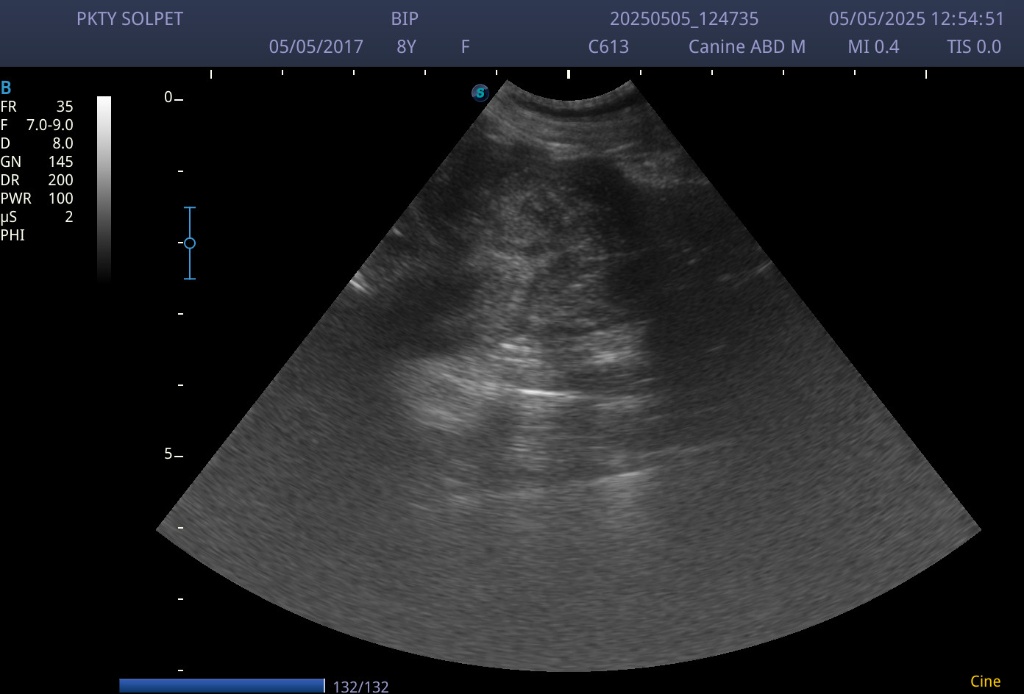 PKTY SOLPET BIP 20250505_124735 05/05/2025 12:54:51
05/05/2017 8Y F C613 Canine ABD M MI 0.4 TIS 0.0
B
FR 35
F 7.0-9.0
D 8.0
GN 145
DR 200
PWR 100
µS 2
PHI
0
5
132/132
Cine